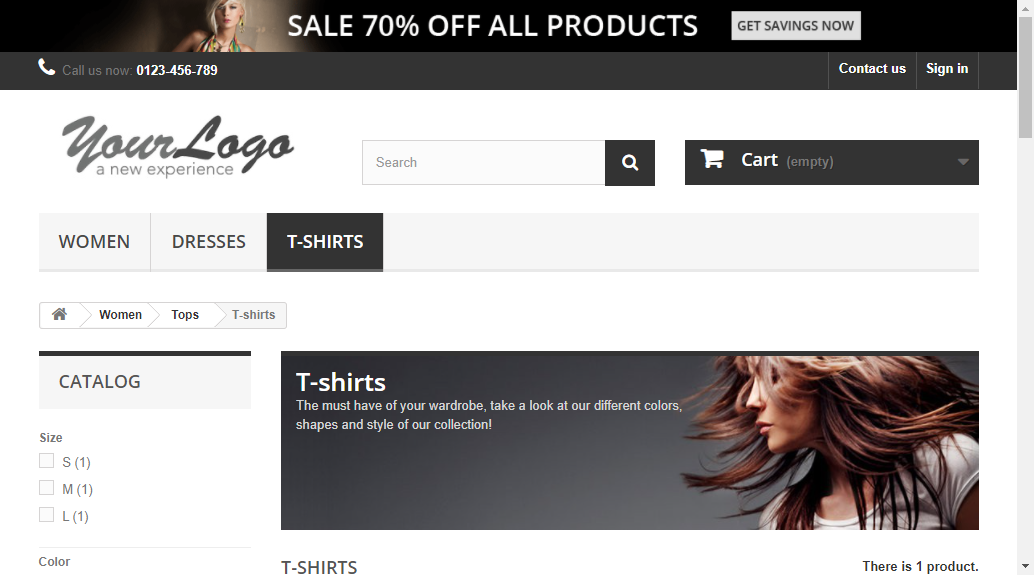 SALE 70% OFF ALL PRODUCTS
GET SAVINGS NOW
Call us now: 0123-456-789
Contact us
Sign in
YourLogo
a new experience
Search
Cart (empty)
WOMEN
DRESSES
T-SHIRTS
Women
Tops
T-shirts
CATALOG
Size
S (1)
M (1)
L (1)
Color
T-shirts
The must have of your wardrobe, take a look at our different colors,
shapes and style of our collection!
T-SHIRTS
There is 1 product.